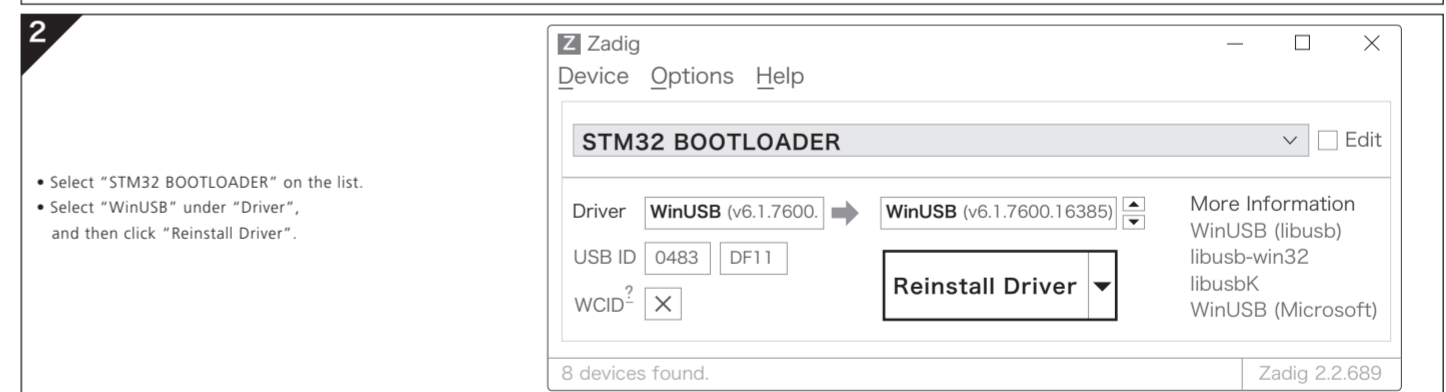 2
• Select “STM32 BOOTLOADER” on the list.
• Select “WinUSB” under “Driver”,
and then click “Reinstall Driver”.
Z Zadig
Device Options Help
STM32 BOOTLOADER Edit
Driver WinUSB (v6.1.7600. WinUSB (v6.1.7600.16385)
USB ID 0483 DF11
WCID?
Reinstall Driver
More Information
WinUSB (libusb)
libusb-win32
libusbK
WinUSB (Microsoft)
8 devices found. Zadig 2.2.689